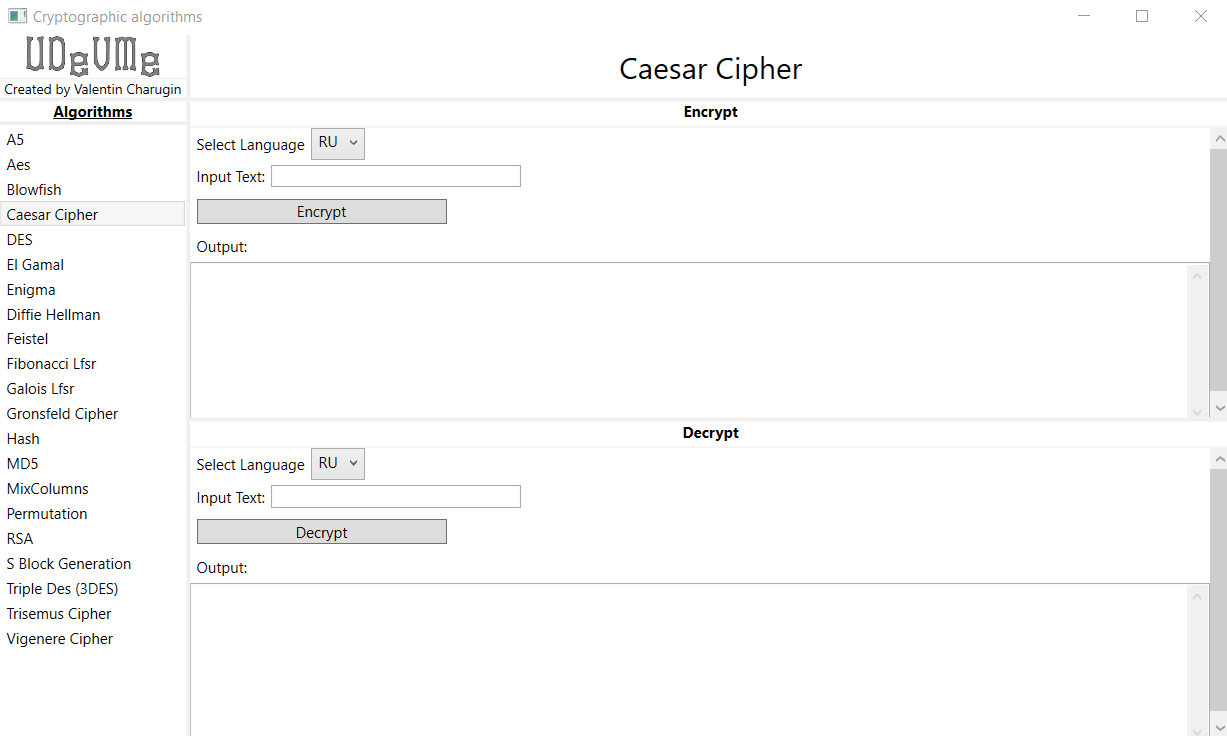 Cryptographic algorithms
UDeUMe
Created by Valentin Charugin
Algorithms
A5
Aes
Blowfish
Caesar Cipher
DES
El Gamal
Enigma
Diffie Hellman
Feistel
Fibonacci Lfsr
Galois Lfsr
Gronsfeld Cipher
Hash
MD5
MixColumns
Permutation
RSA
S Block Generation
Triple Des (3DES)
Trisemus Cipher
Vigenere Cipher
Caesar Cipher
Encrypt
Select Language RU
Input Text:
Encrypt
Output:
Decrypt
Select Language RU
Input Text:
Decrypt
Output: